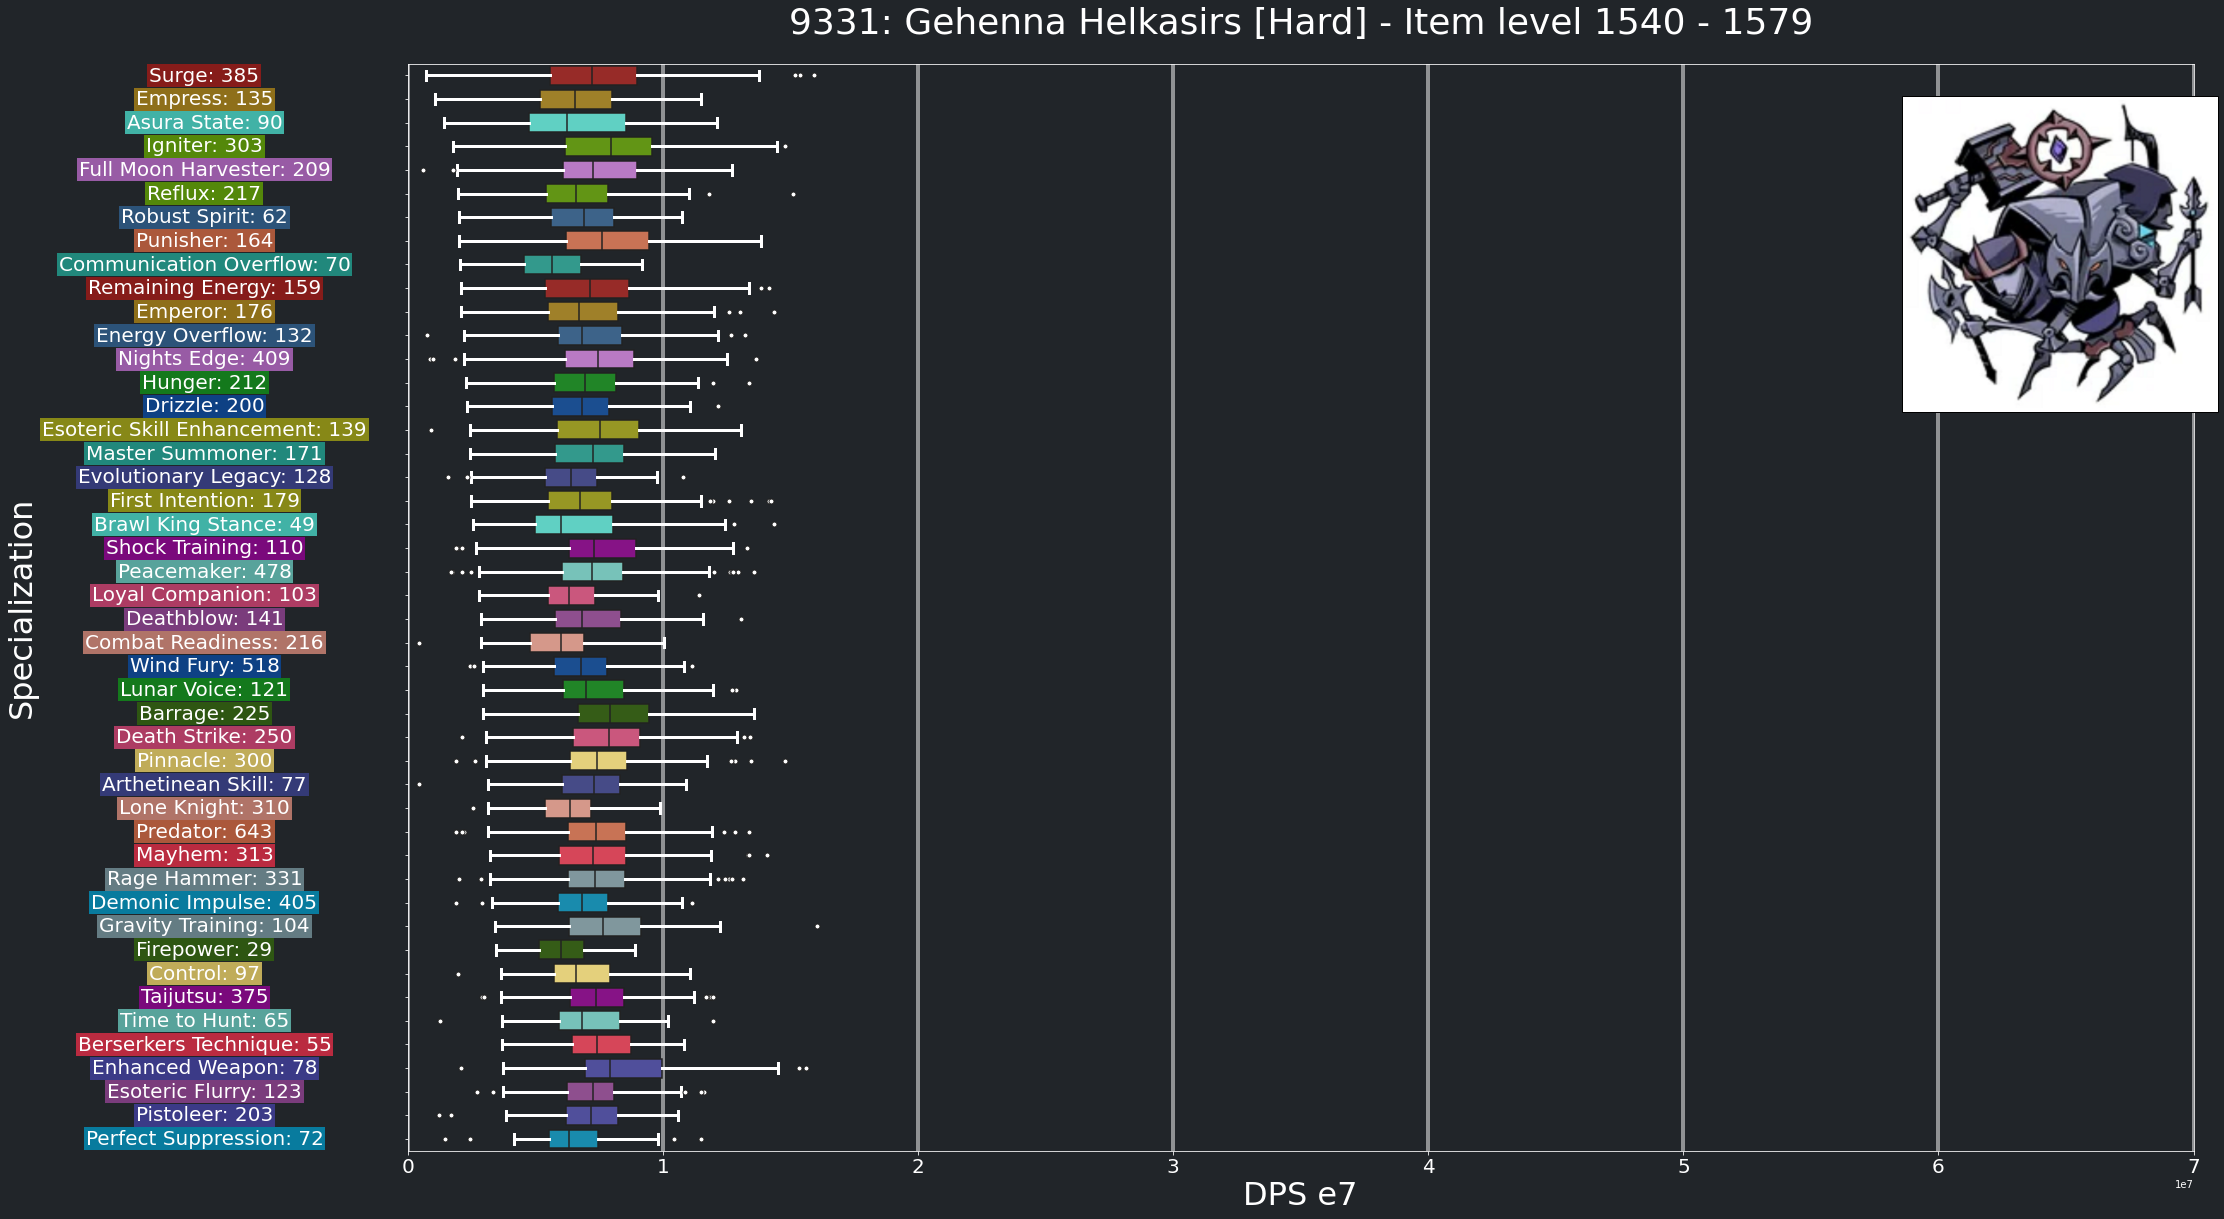 9331: Gehenna Helkasirs [Hard] - Item level 1540 - 1579
Specialization
Surge: 385
Empress: 135
Asura State: 90
Igniter: 303
Full Moon Harvester: 209
Reflux: 217
Robust Spirit: 62
Punisher: 164
Communication Overflow: 70
Remaining Energy: 159
Emperor: 176
Energy Overflow: 132
Nights Edge: 409
Hunger: 212
Drizzle: 200
Esoteric Skill Enhancement: 139
Master Summoner: 171
Evolutionary Legacy: 128
First Intention: 179
Brawl King Stance: 49
Shock Training: 110
Peacemaker: 478
Loyal Companion: 103
Deathblow: 141
Combat Readiness: 216
Wind Fury: 518
Lunar Voice: 121
Barrage: 225
Death Strike: 250
Pinnacle: 300
Arthetinean Skill: 77
Lone Knight: 310
Predator: 643
Mayhem: 313
Rage Hammer: 331
Demonic Impulse: 405
Gravity Training: 104
Firepower: 29
Control: 97
Taijutsu: 375
Time to Hunt: 65
Berserkers Technique: 55
Enhanced Weapon: 78
Esoteric Flurry: 123
Pistoleer: 203
Perfect Suppression: 72
0 1 2 3 4 5 6 7
1e7
DPS e7